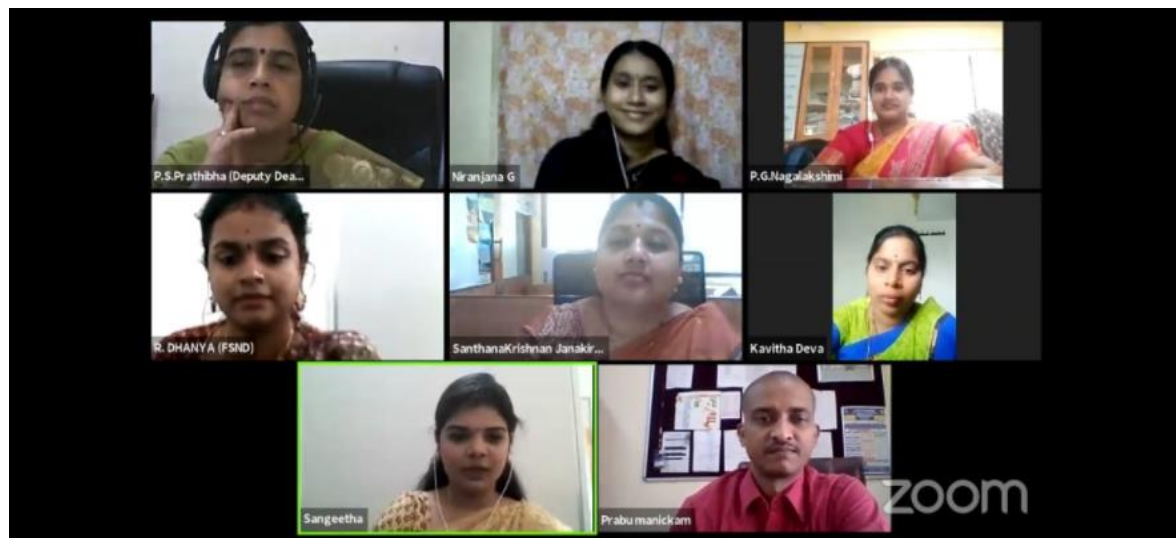 P.S.Prathibha (Deputy Dea...
Niranjana G
P.G.Nagalakshimi
R. DHANYA (FSND)
SanthanaKrishnan Janakir...
Kavitha Deva
Sangeetha
Prabu manickam
zoom